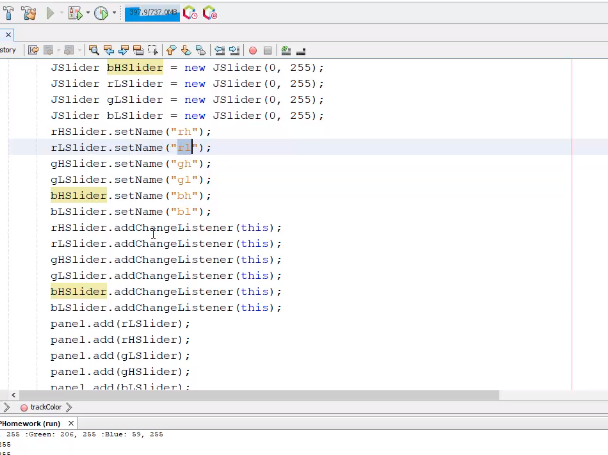 397.9/737.0MB
story
JSlider bHSlider = new JSlider(0, 255);
JSlider rLSlider = new JSlider(0, 255);
JSlider gLSlider = new JSlider(0, 255);
JSlider bLSlider = new JSlider(0, 255);
rHSlider.setName("rh");
rLSlider.setName("rl");
gHSlider.setName("gh");
gLSlider.setName("gl");
bHSlider.setName("bh");
bLSlider.setName("bl");
rHSlider.addChangeListener(this);
rLSlider.addChangeListener(this);
gHSlider.addChangeListener(this);
gLSlider.addChangeListener(this);
bHSlider.addChangeListener(this);
bLSlider.addChangeListener(this);
panel.add(rLSlider);
panel.add(rHSlider);
panel.add(gLSlider);
panel.add(gHSlider);
panel.add(bLSlider);
trackColor
PHomework (run)
255 :Green: 206, 255 :Blue: 59, 255
255
255